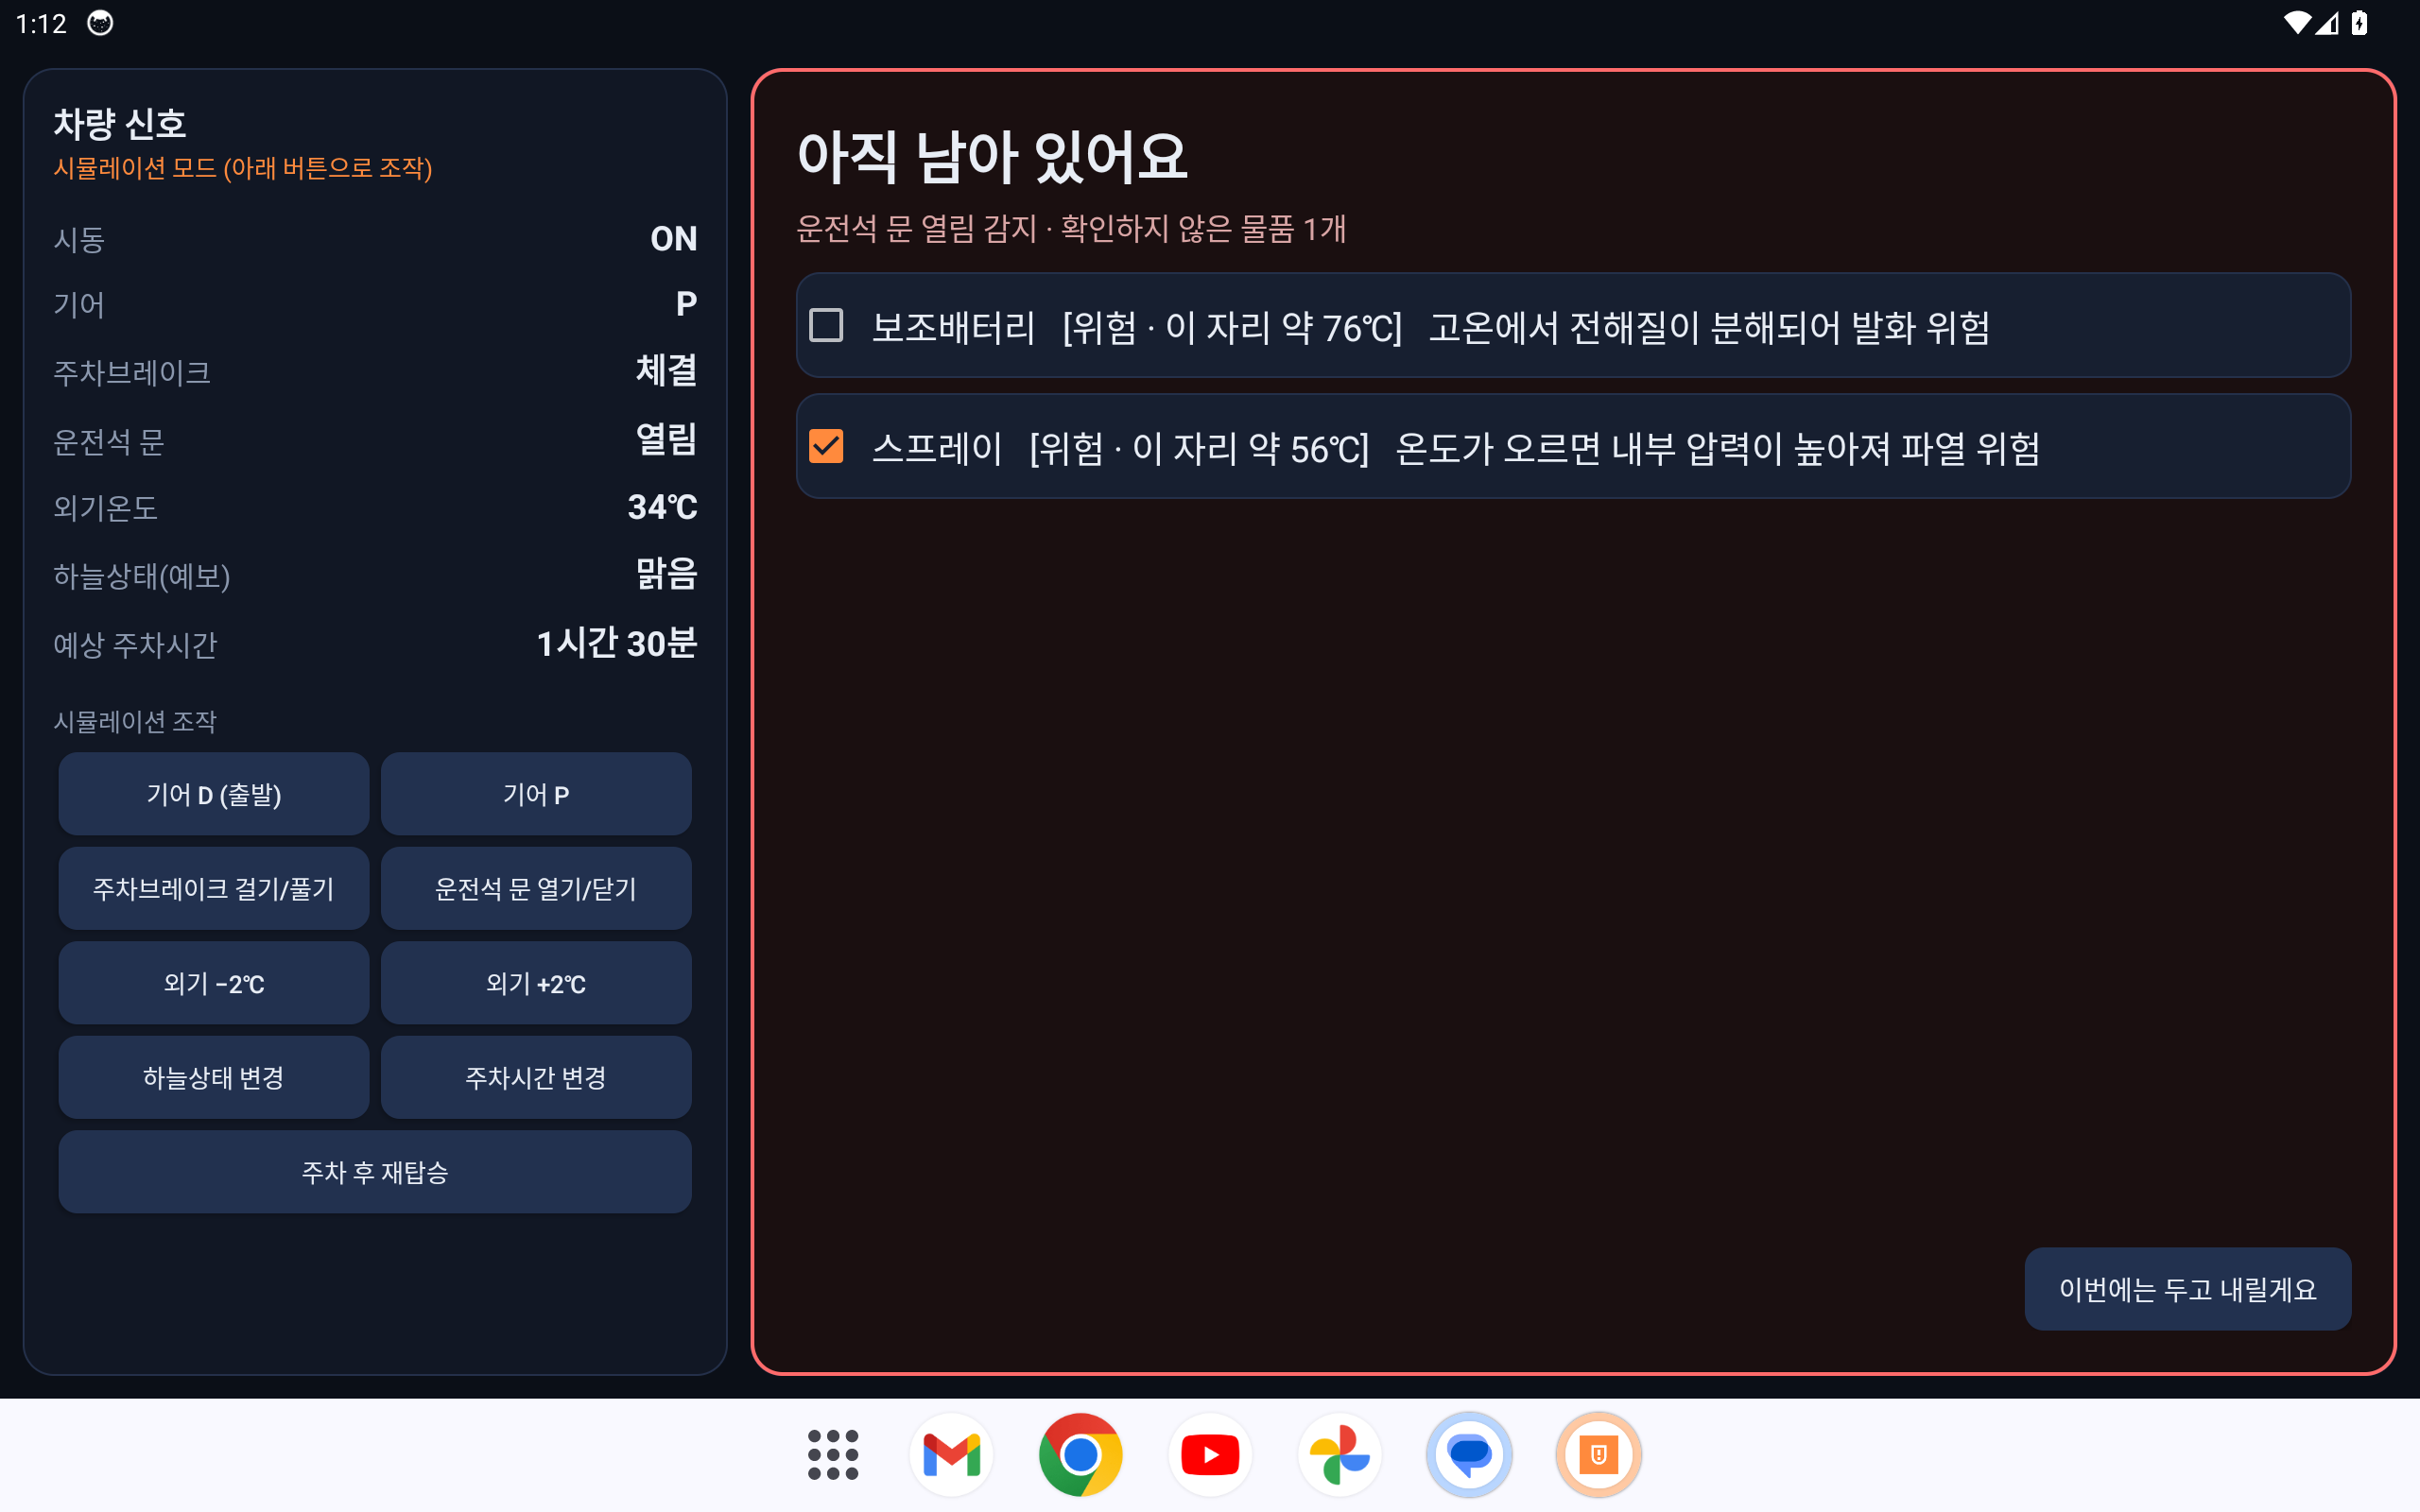 1:12
차량 신호
시뮬레이션 모드 (아래 버튼으로 조작)
시동 ON
기어 P
주차브레이크 체결
운전석 문 열림
외기온도 34℃
하늘상태(예보) 맑음
예상 주차시간 1시간 30분
시뮬레이션 조작
기어 D (출발) 기어 P
주차브레이크 걸기/풀기 운전석 문 열기/닫기
외기 −2℃ 외기 +2℃
하늘상태 변경 주차시간 변경
주차 후 재탑승
아직 남아 있어요
운전석 문 열림 감지 · 확인하지 않은 물품 1개
보조배터리 [위험 · 이 자리 약 76℃] 고온에서 전해질이 분해되어 발화 위험
스프레이 [위험 · 이 자리 약 56℃] 온도가 오르면 내부 압력이 높아져 파열 위험
이번에는 두고 내릴게요